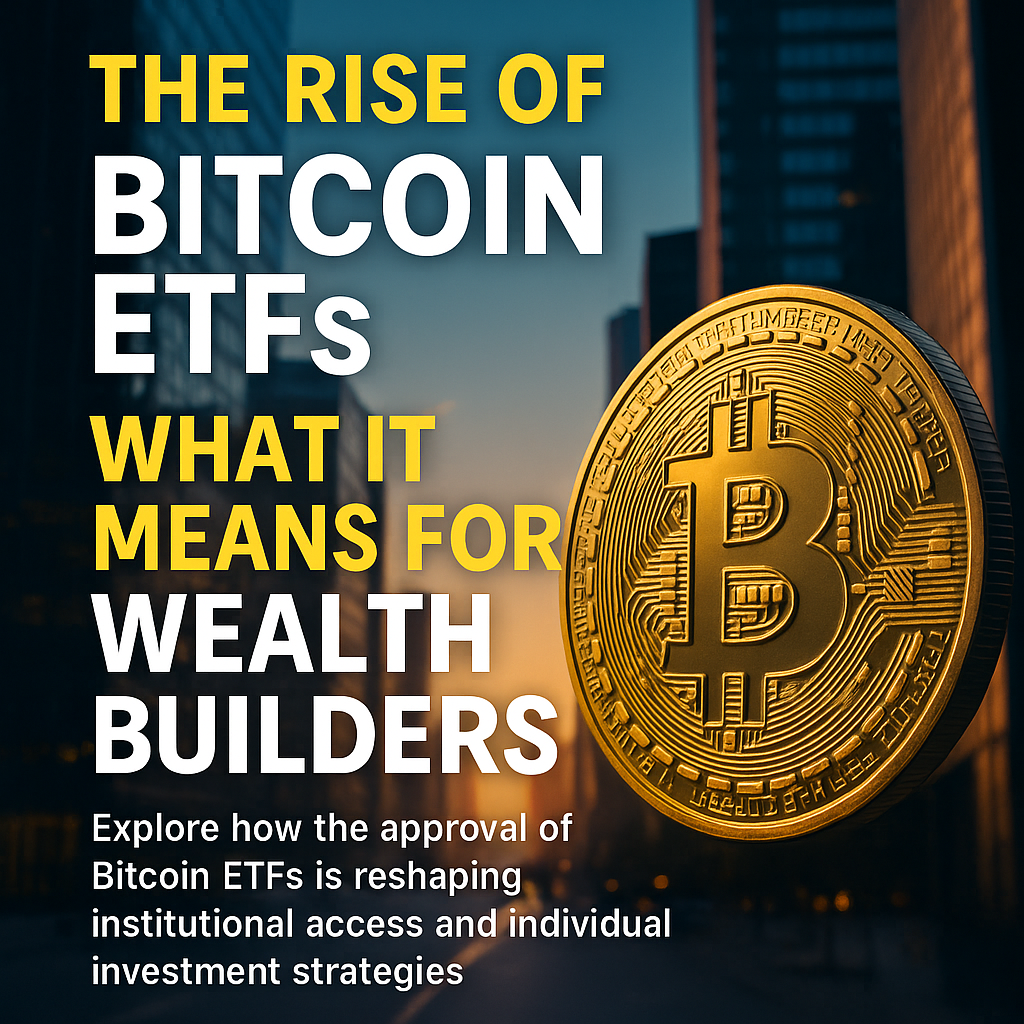 THE RISE OF
BITCOIN
ETFs
WHAT IT
MEANS FOR
WEALTH
BUILDERS
Explore how the approval of
Bitcoin ETFs is reshaping
institutional access and individual
investment strategies